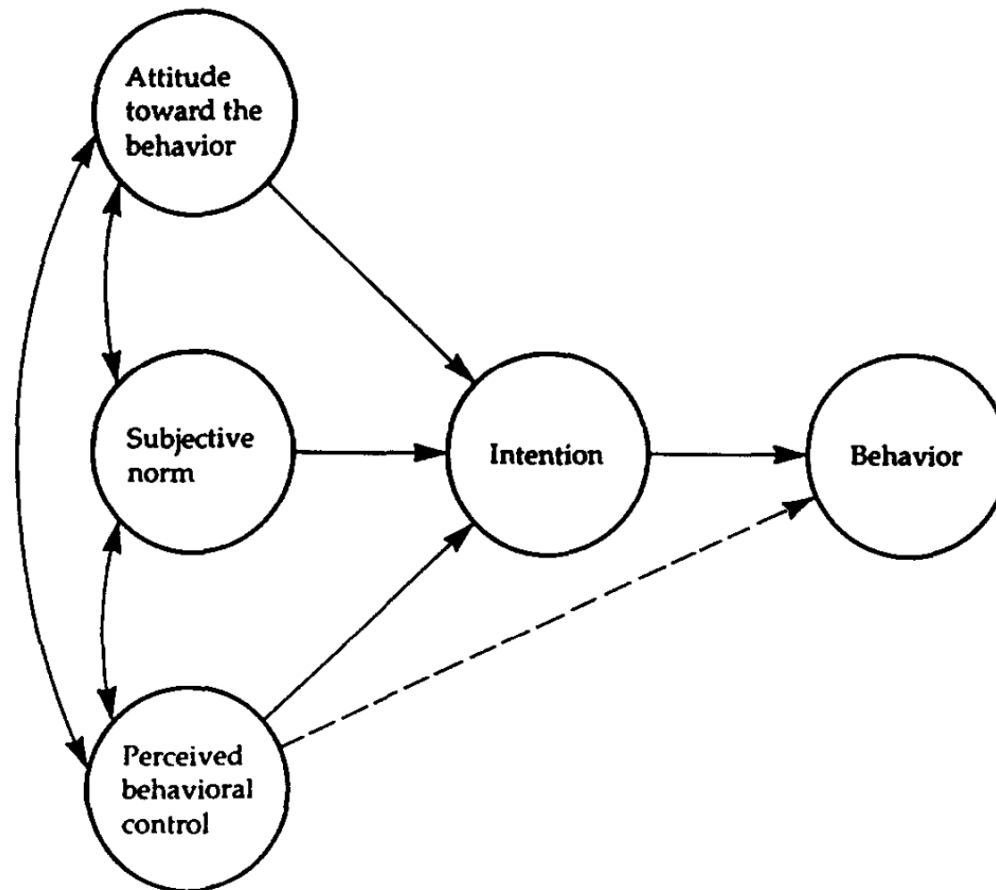 Attitude
toward the
behavior
Subjective
norm
Intention
Behavior
Perceived
behavioral
control